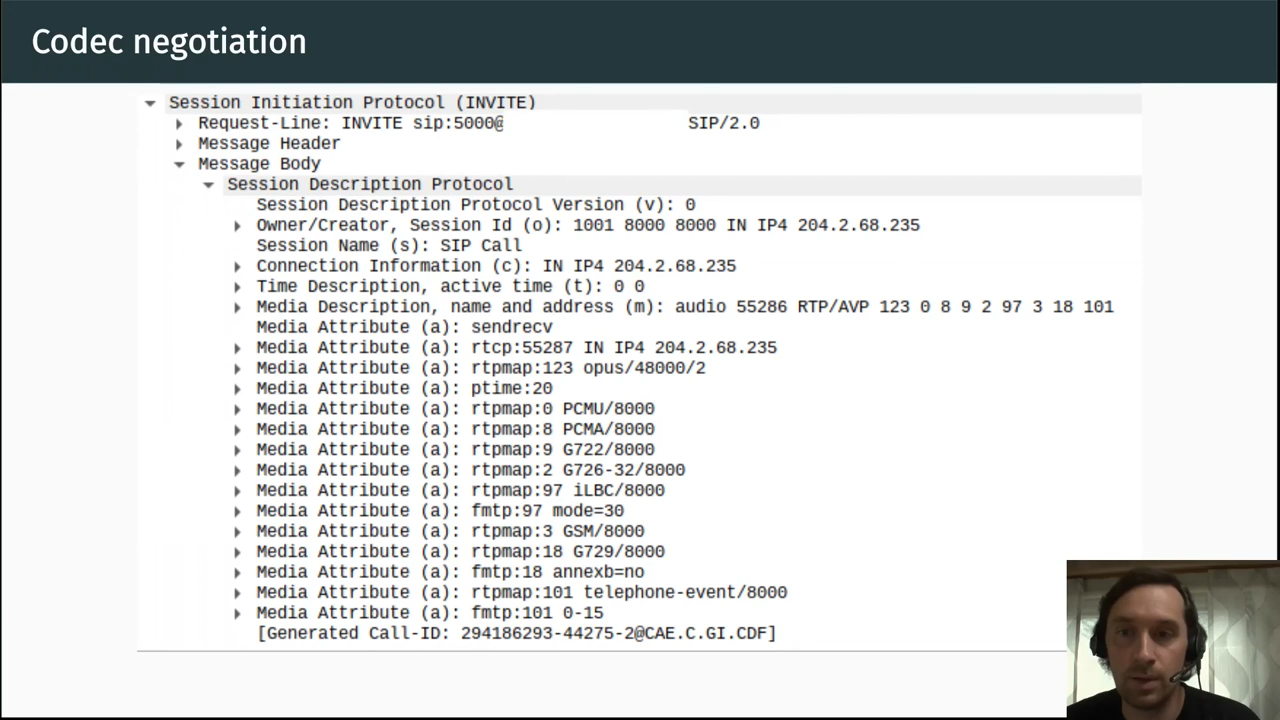 Codec negotiation
Session Initiation Protocol (INVITE)
Request-Line: INVITE sip:5000@ SIP/2.0
Message Header
Message Body
Session Description Protocol
Session Description Protocol Version (v): 0
Owner/Creator, Session Id (o): 1001 8000 8000 IN IP4 204.2.68.235
Session Name (s): SIP Call
Connection Information (c): IN IP4 204.2.68.235
Time Description, active time (t): 0 0
Media Description, name and address (m): audio 55286 RTP/AVP 123 0 8 9 2 97 3 18 101
Media Attribute (a): sendrecv
Media Attribute (a): rtcp:55287 IN IP4 204.2.68.235
Media Attribute (a): rtpmap:123 opus/48000/2
Media Attribute (a): ptime:20
Media Attribute (a): rtpmap:0 PCMU/8000
Media Attribute (a): rtpmap:8 PCMA/8000
Media Attribute (a): rtpmap:9 G722/8000
Media Attribute (a): rtpmap:2 G726-32/8000
Media Attribute (a): rtpmap:97 iLBC/8000
Media Attribute (a): fmtp:97 mode=30
Media Attribute (a): rtpmap:3 GSM/8000
Media Attribute (a): rtpmap:18 G729/8000
Media Attribute (a): fmtp:18 annexb=no
Media Attribute (a): rtpmap:101 telephone-event/8000
Media Attribute (a): fmtp:101 0-15
[Generated Call-ID: 294186293-44275-2@CAE.C.GI.CDF]